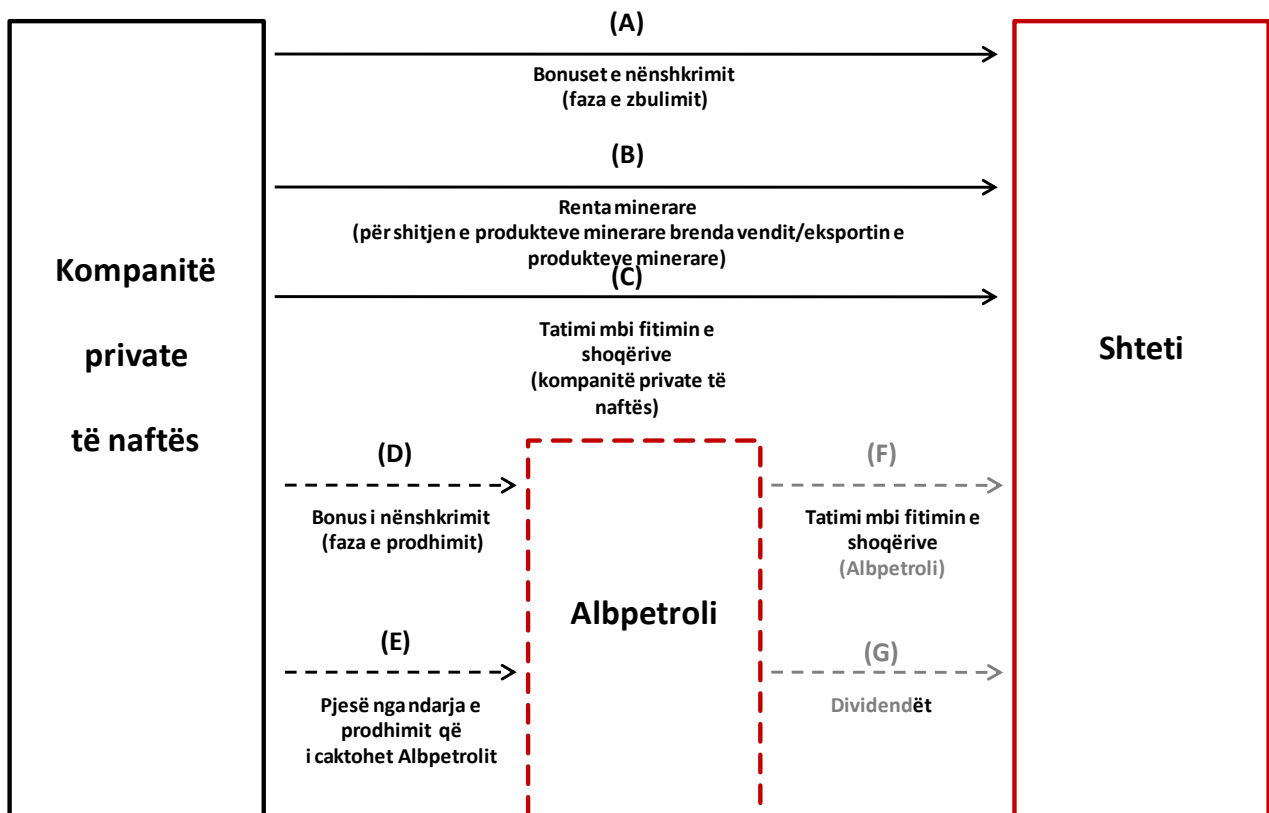 (A)
Bonuset e nënshkrimit
(faza e zbulimit)
(B)
Renta minerare
(për shitjen e produkteve minerare brenda vendit/eksportin e
produkteve minerare)
(C)
Tatimi mbi fitimin e
shoqërive
(kompanitë private të
naftës)
Kompanitë
private
të naftës
Shteti
(D)
Bonus i nënshkrimit
(faza e prodhimit)
(E)
Pjesë nga ndarja e
prodhimit që
i caktohet Albpetrolit
Albpetroli
(F)
Tatimi mbi fitimin e
shoqërive
(Albpetroli)
(G)
Dividendët